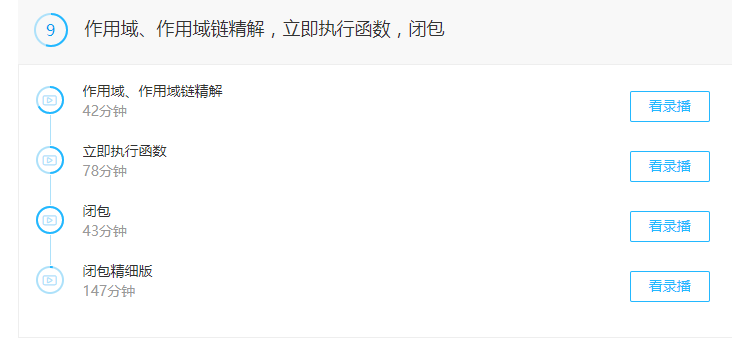 9 作用域、作用域链精解，立即执行函数，闭包
作用域、作用域链精解
42分钟
看录播
立即执行函数
78分钟
看录播
闭包
43分钟
看录播
闭包精细版
147分钟
看录播